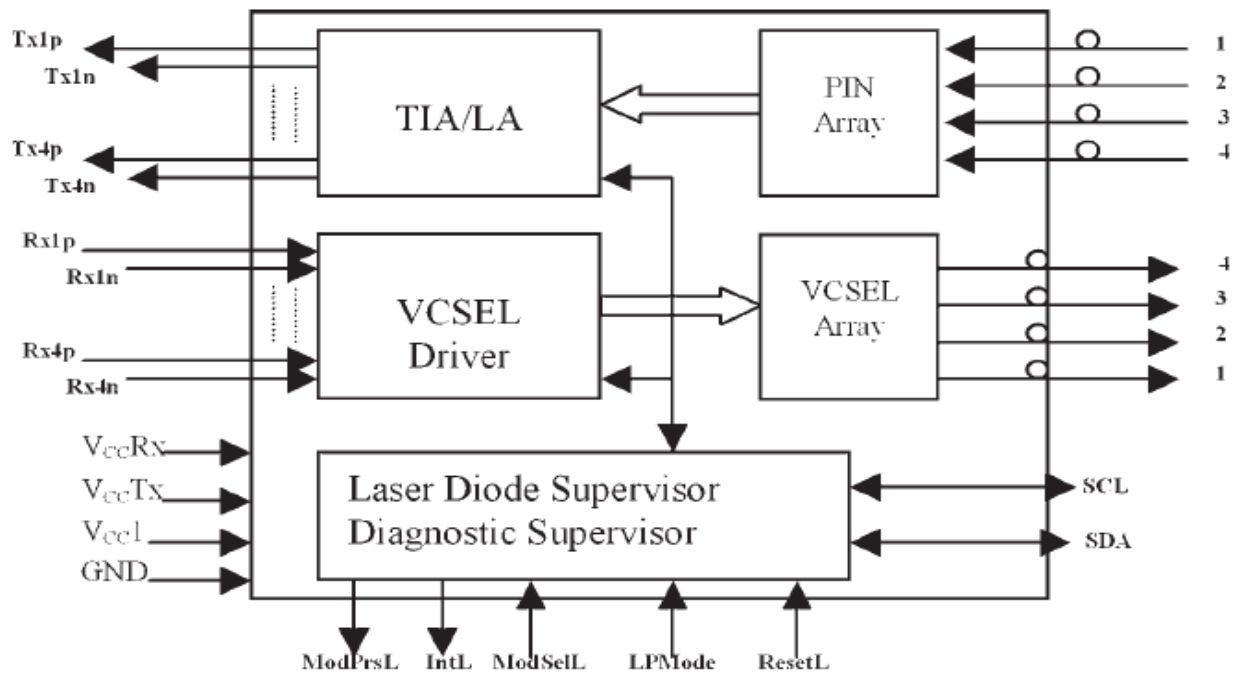 Tx1p
Tx1n
Tx4p
Tx4n
TIA/LA
PIN
Array
1
2
3
4
Rx1p
Rx1n
Rx4p
Rx4n
VCSEL
Driver
VCSEL
Array
4
3
2
1
VCCRx
VCCTx
VCC1
GND
Laser Diode Supervisor
Diagnostic Supervisor
SCL
SDA
ModPrsL
IntL
ModSelL
LPMode
ResetL